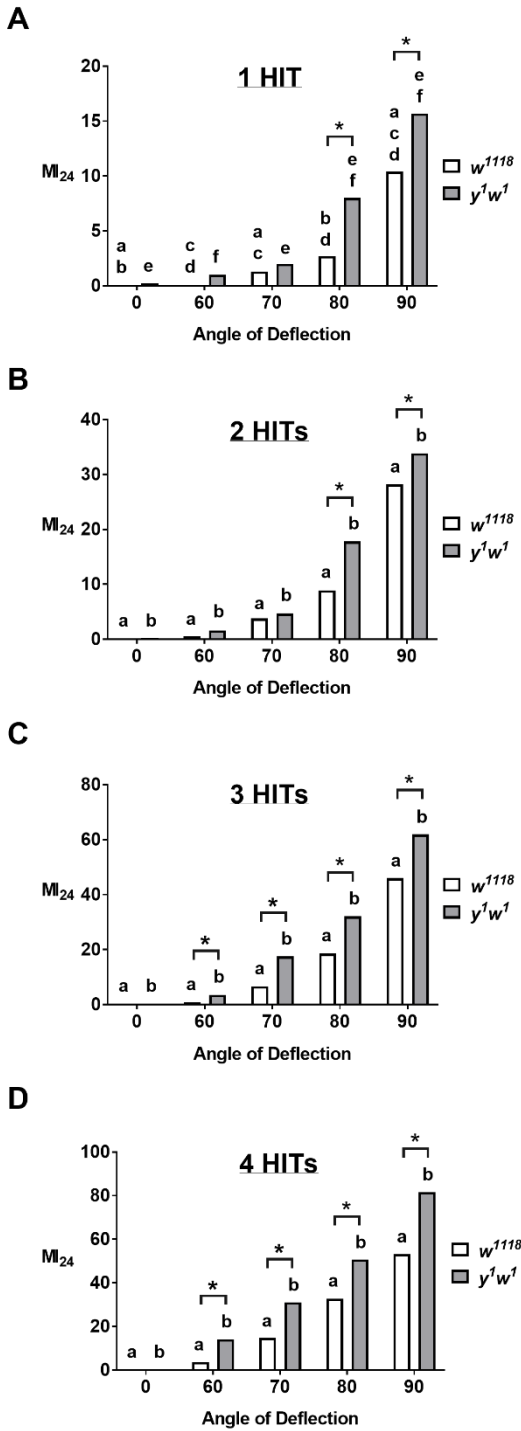 A
1 HIT
20
15
10
5
0
MI24
a
b
e
c
d
f
a
c
e
b
d
*
e
f
a
c
d
*
e
f
0 60 70 80 90
Angle of Deflection
w1118
y1w1
B
2 HITs
40
30
20
10
0
MI24
a b a b a b a * b a * b
0 60 70 80 90
Angle of Deflection
w1118
y1w1
C
3 HITs
80
60
40
20
0
MI24
a b a * b a * b a * b a * b
0 60 70 80 90
Angle of Deflection
w1118
y1w1
D
4 HITs
100
80
60
40
20
0
MI24
a b a * b a * b a * b a * b
0 60 70 80 90
Angle of Deflection
w1118
y1w1